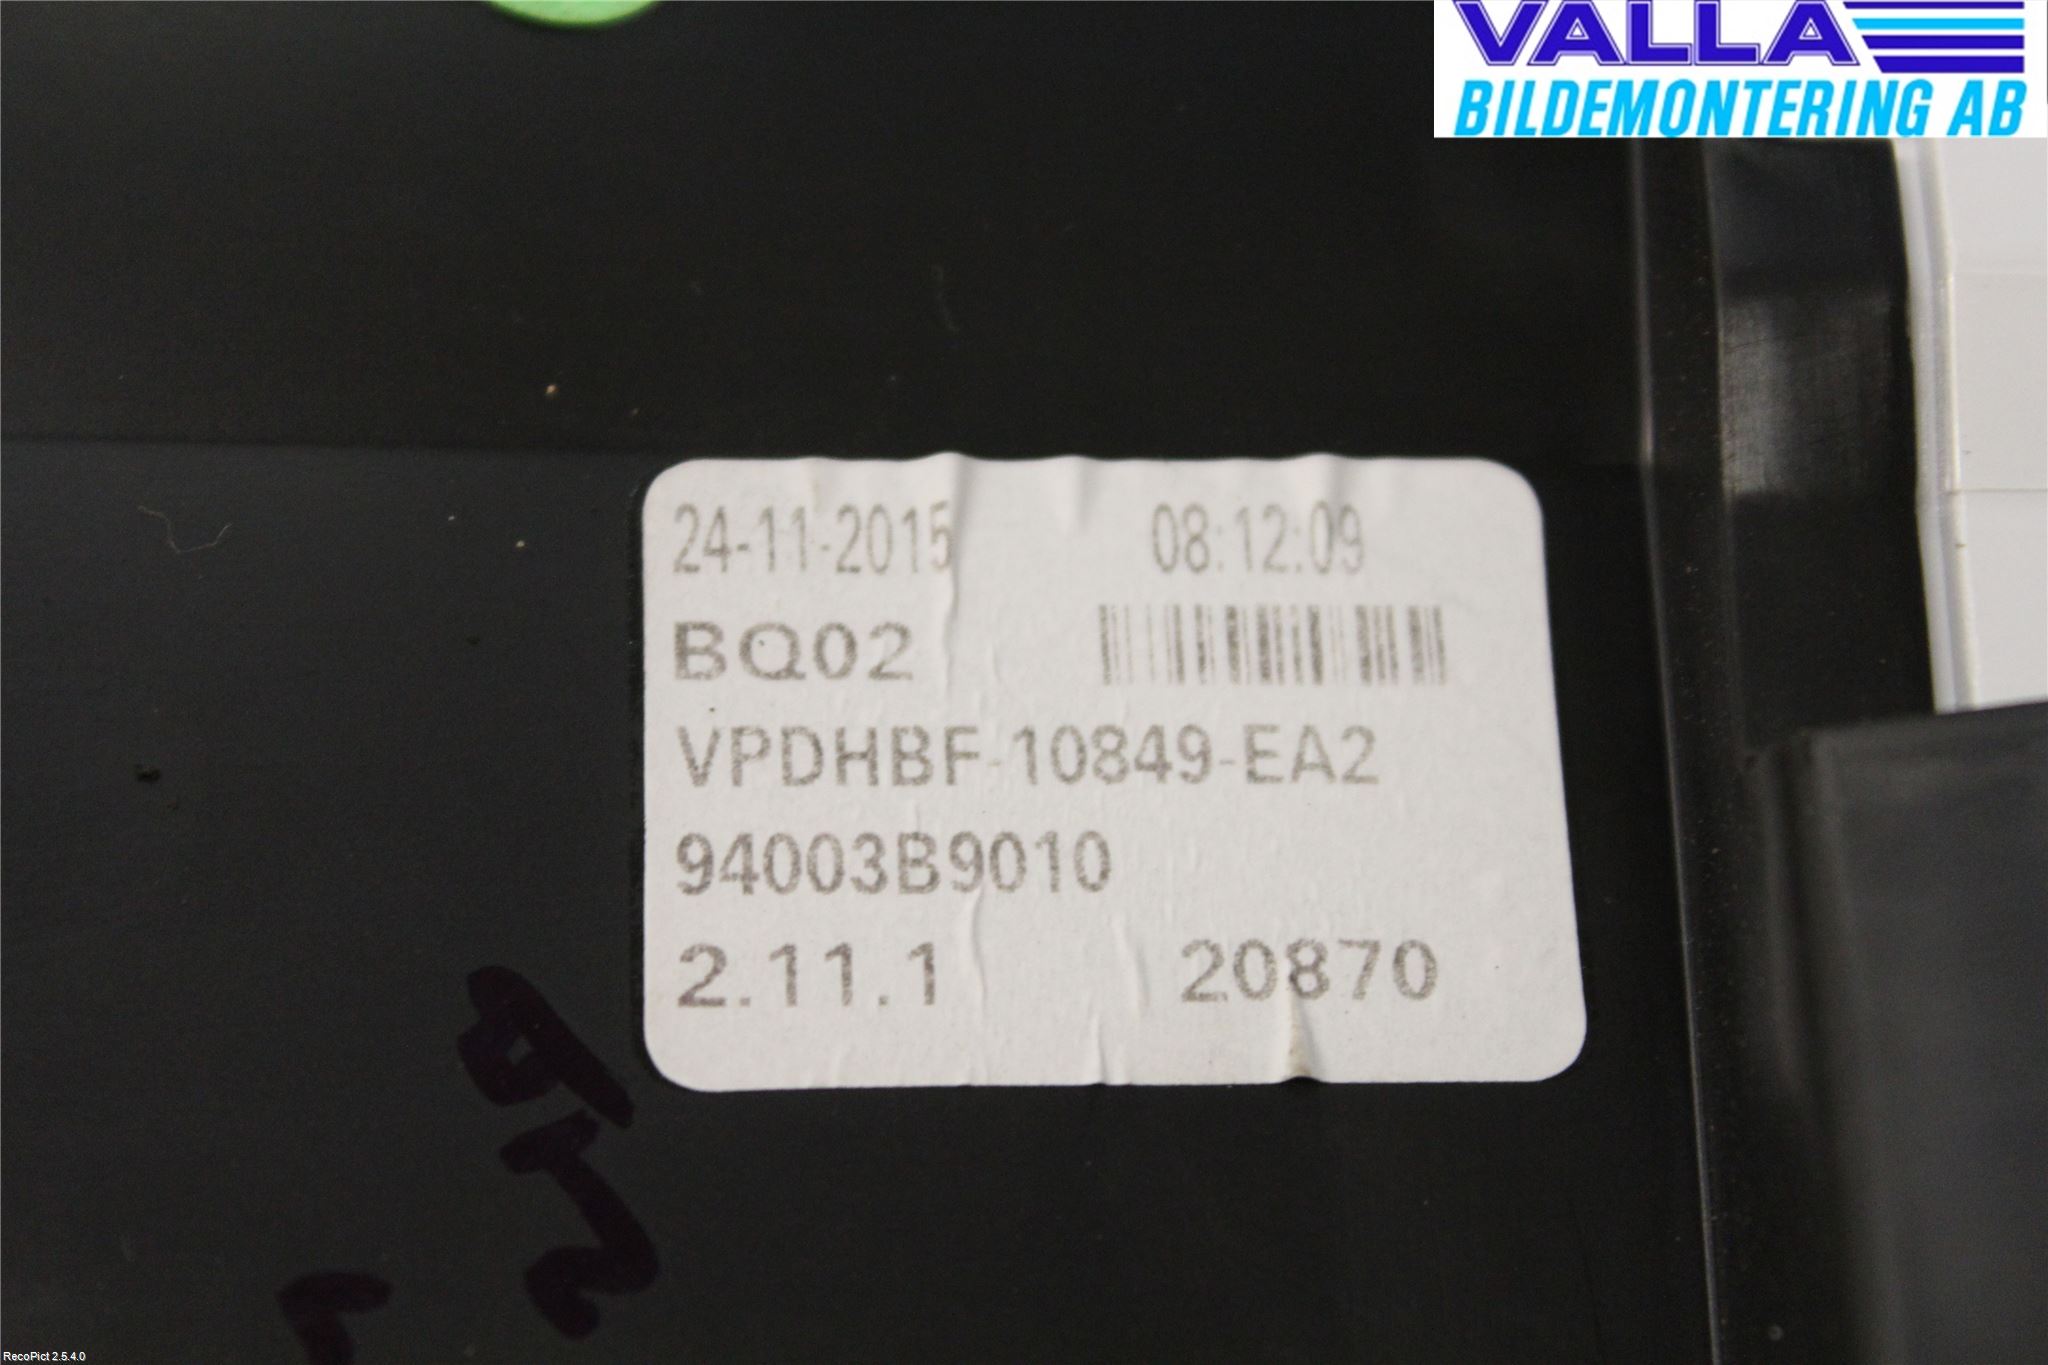 VALLA
BILDEMONTERING AB
24-11-2015 08:12:09
BQ02
VPDHBF-10849-EA2
94003B9010
2.11.1 20870
RecoPict 2.5.4.0